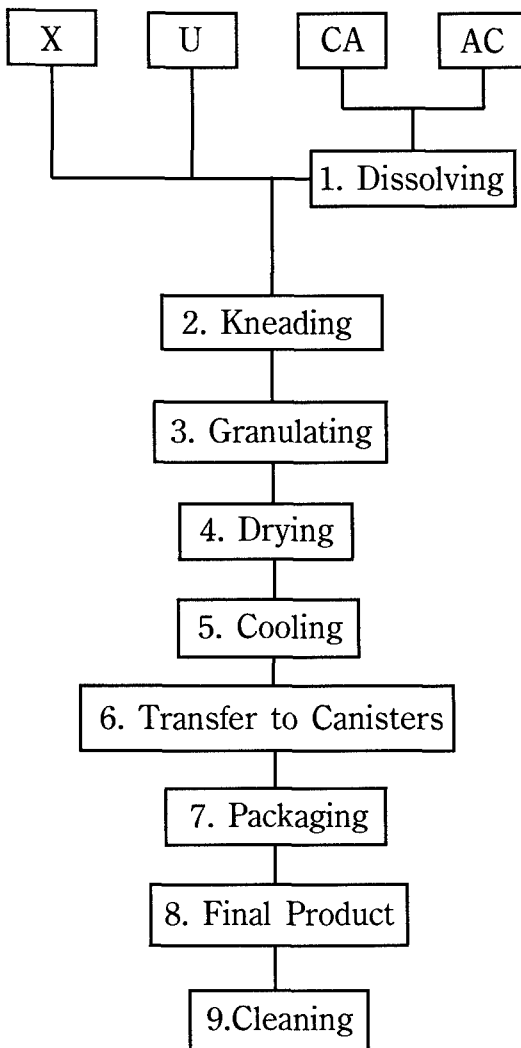 X
U
CA
AC
1. Dissolving
2. Kneading
3. Granulating
4. Drying
5. Cooling
6. Transfer to Canisters
7. Packaging
8. Final Product
9.Cleaning